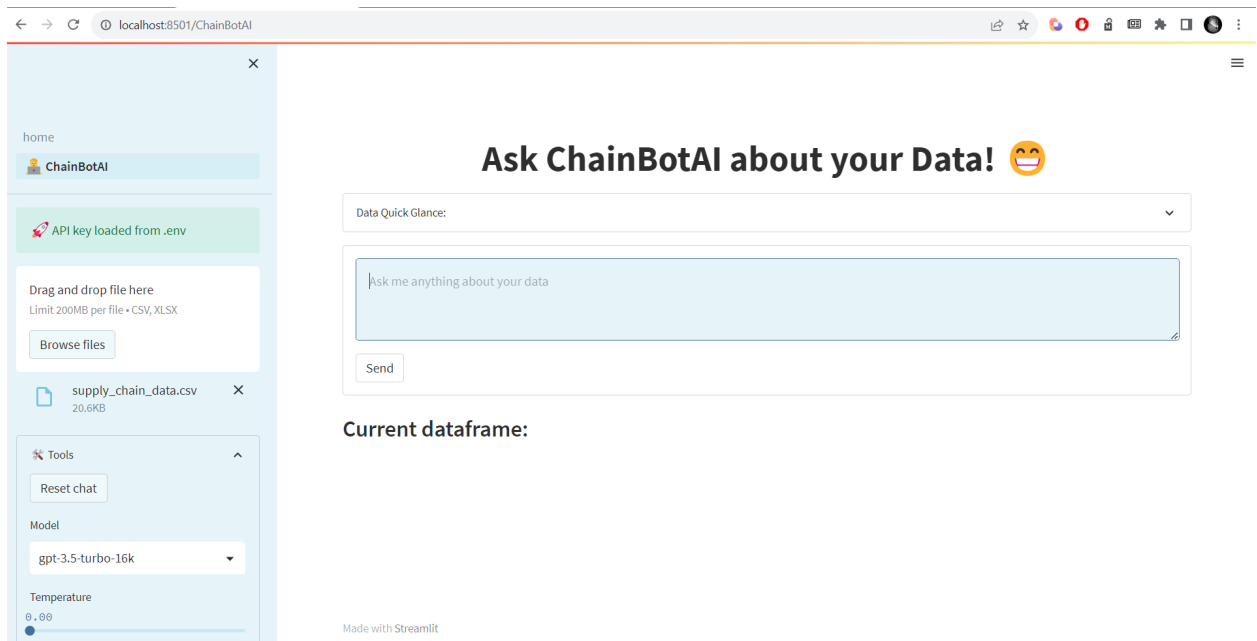 localhost:8501/ChainBotAI
home
ChainBotAI
API key loaded from .env
Drag and drop file here
Limit 200MB per file • CSV, XLSX
Browse files
supply_chain_data.csv
20.6KB
Tools
Reset chat
Model
gpt-3.5-turbo-16k
Temperature
0.00
Ask ChainBotAI about your Data! 😁
Data Quick Glance:
Ask me anything about your data
Send
Current dataframe:
Made with Streamlit